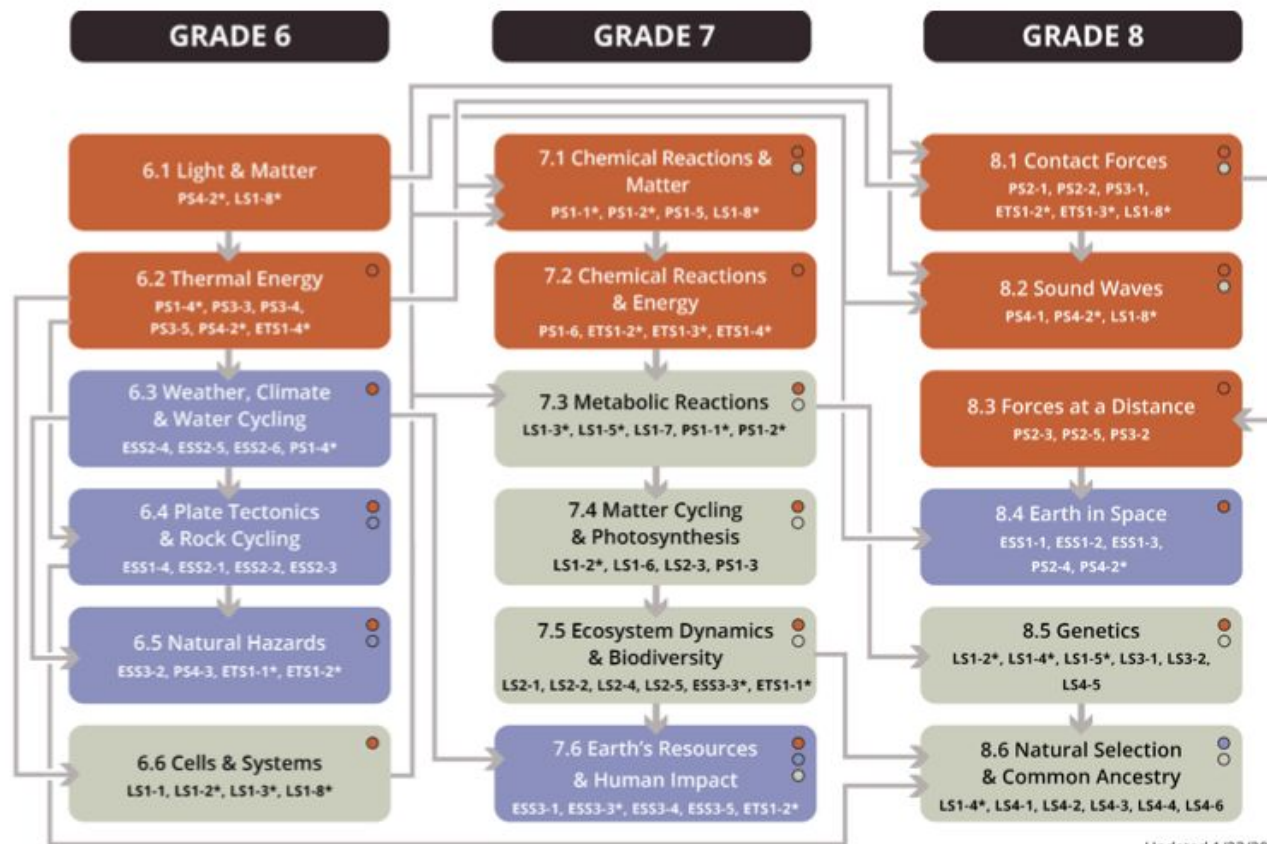 GRADE 6
GRADE 7
GRADE 8
6.1 Light & Matter
PS4-2*, LS1-8*
6.2 Thermal Energy
PS1-4*, PS3-3, PS3-4,
PS3-5, PS4-2*, ETS1-4*
6.3 Weather, Climate
& Water Cycling
ESS2-4, ESS2-5, ESS2-6, PS1-4*
6.4 Plate Tectonics
& Rock Cycling
ESS1-4, ESS2-1, ESS2-2, ESS2-3
6.5 Natural Hazards
ESS3-2, PS4-3, ETS1-1*, ETS1-2*
6.6 Cells & Systems
LS1-1, LS1-2*, LS1-3*, LS1-8*
7.1 Chemical Reactions &
Matter
PS1-1*, PS1-2*, PS1-5, LS1-8*
7.2 Chemical Reactions
& Energy
PS1-6, ETS1-2*, ETS1-3*, ETS1-4*
7.3 Metabolic Reactions
LS1-3*, LS1-5*, LS1-7, PS1-1*, PS1-2*
7.4 Matter Cycling
& Photosynthesis
LS1-2*, LS1-6, LS2-3, PS1-3
7.5 Ecosystem Dynamics
& Biodiversity
LS2-1, LS2-2, LS2-4, LS2-5, ESS3-3*, ETS1-1*
7.6 Earth's Resources
& Human Impact
ESS3-1, ESS3-3*, ESS3-4, ESS3-5, ETS1-2*
8.1 Contact Forces
PS2-1, PS2-2, PS3-1,
ETS1-2*, ETS1-3*, LS1-8*
8.2 Sound Waves
PS4-1, PS4-2*, LS1-8*
8.3 Forces at a Distance
PS2-3, PS2-5, PS3-2
8.4 Earth in Space
ESS1-1, ESS1-2, ESS1-3,
PS2-4, PS4-2*
8.5 Genetics
LS1-2*, LS1-4*, LS1-5*, LS3-1, LS3-2,
LS4-5
8.6 Natural Selection
& Common Ancestry
LS1-4*, LS4-1, LS4-2, LS4-3, LS4-4, LS4-6